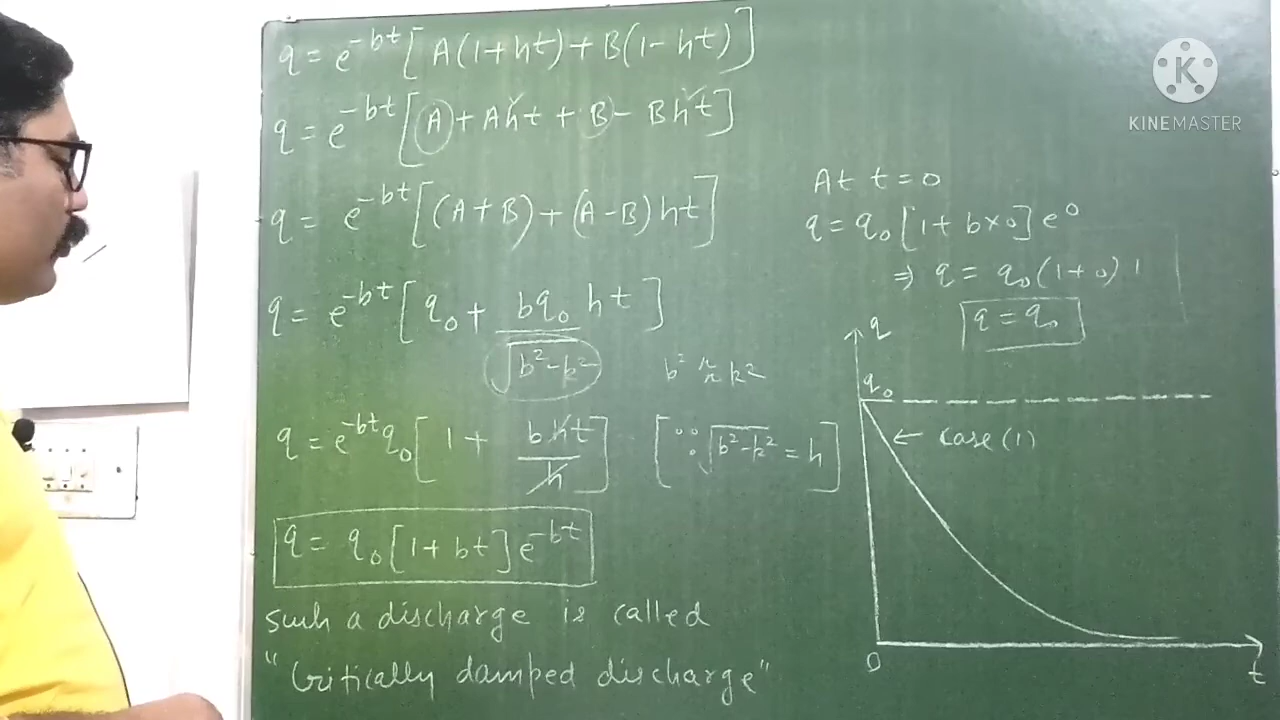 q = e^-bt [A(1+ht) + B(1-ht)]
q = e^-bt [A + Aht + B - Bht]
q = e^-bt [(A+B) + (A-B)ht]
q = e^-bt [q₀ + bq₀/√b²-k² ht]
b² ≈ k²
q = e^-bt q₀ [1 + bht/h] [∵ √b²-k² = h]
q = q₀ [1 + bt] e^-bt
such a discharge is called
"Critically damped discharge"
At t = 0
q = q₀ [1 + b×0] e⁰
⇒ q = q₀ (1+0) 1
q = q₀
q
q₀
← Case (1)
0
t
K
KINEMASTER